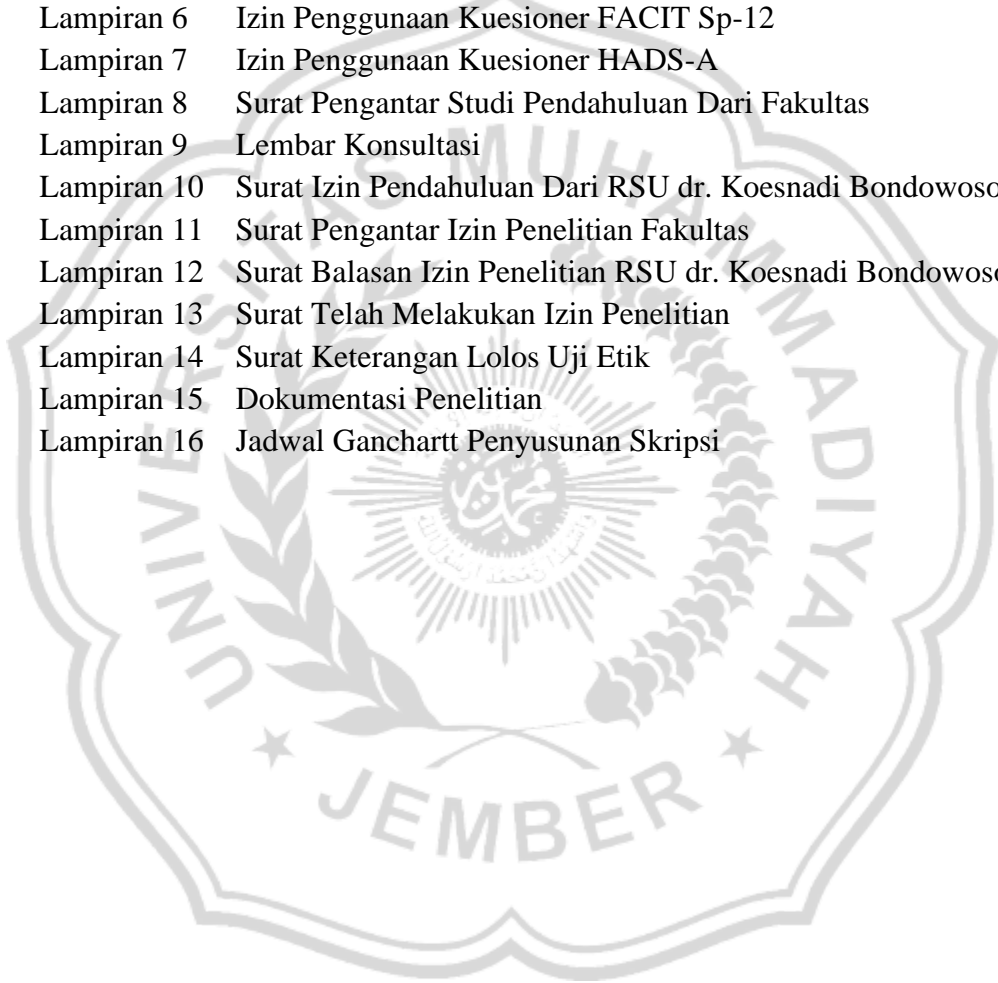 Lampiran 6 Izin Penggunaan Kuesioner FACIT Sp-12
Lampiran 7 Izin Penggunaan Kuesioner HADS-A
Lampiran 8 Surat Pengantar Studi Pendahuluan Dari Fakultas
Lampiran 9 Lembar Konsultasi
Lampiran 10 Surat Izin Pendahuluan Dari RSU dr. Koesnadi Bondowoso
Lampiran 11 Surat Pengantar Izin Penelitian Fakultas
Lampiran 12 Surat Balasan Izin Penelitian RSU dr. Koesnadi Bondowoso
Lampiran 13 Surat Telah Melakukan Izin Penelitian
Lampiran 14 Surat Keterangan Lolos Uji Etik
Lampiran 15 Dokumentasi Penelitian
Lampiran 16 Jadwal Ganchartt Penyusunan Skripsi
UNIVERSITAS MUHAMMADIYAH
JEMBER